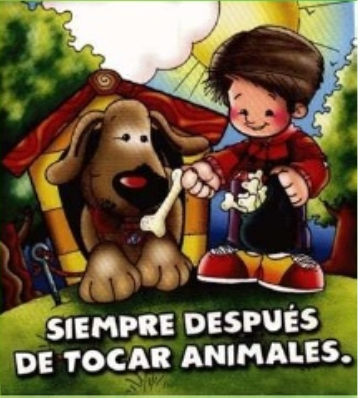 SIEMPRE DESPUÉS
DE TOCAR ANIMALES.